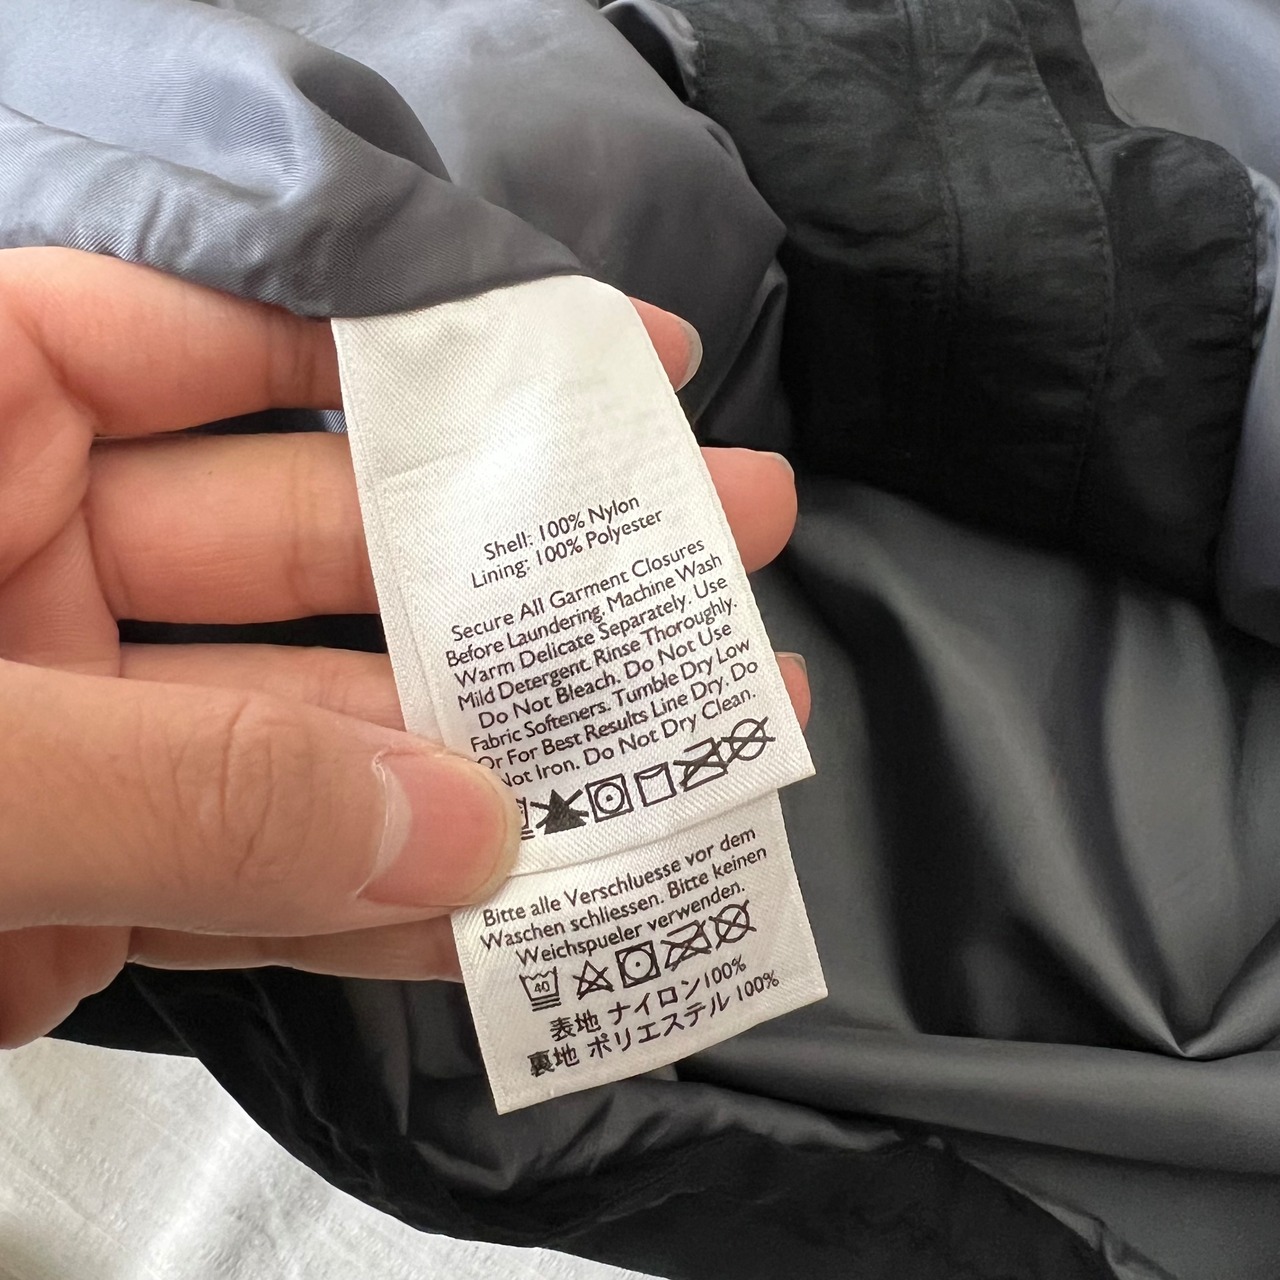 Shell: 100% Nylon
Lining: 100% Polyester
Secure All Garment Closures
Before Laundering. Machine Wash
Warm Delicate Separately. Use
Mild Detergent. Rinse Thoroughly.
Do Not Bleach. Do Not Use
Fabric Softeners. Tumble Dry Low
Or For Best Results Line Dry. Do
Not Iron. Do Not Dry Clean.
Bitte alle Verschluesse vor dem
Waschen schliessen. Bitte keinen
Weichspueler verwenden.
40
表地 ナイロン100%
裏地 ポリエステル 100%